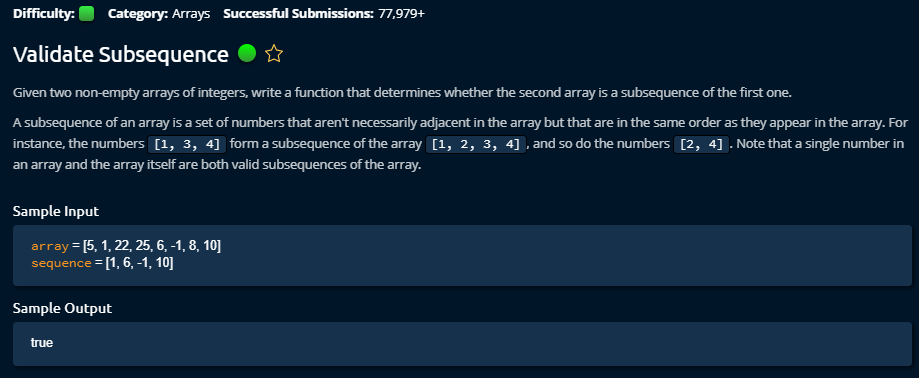 Difficulty: Category: Arrays Successful Submissions: 77,979+
Validate Subsequence
Given two non-empty arrays of integers, write a function that determines whether the second array is a subsequence of the first one.
A subsequence of an array is a set of numbers that aren't necessarily adjacent in the array but that are in the same order as they appear in the array. For
instance, the numbers [1, 3, 4] form a subsequence of the array [1, 2, 3, 4], and so do the numbers [2, 4]. Note that a single number in
an array and the array itself are both valid subsequences of the array.
Sample Input
array = [5, 1, 22, 25, 6, -1, 8, 10]
sequence = [1, 6, -1, 10]
Sample Output
true